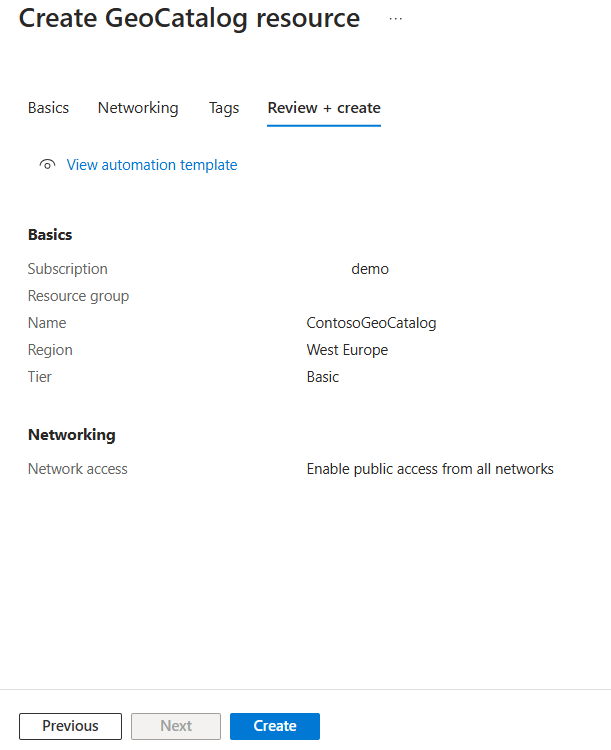 Create GeoCatalog resource ...
Basics Networking Tags Review + create
View automation template
Basics
Subscription demo
Resource group
Name ContosoGeoCatalog
Region West Europe
Tier Basic
Networking
Network access Enable public access from all networks
Previous Next Create